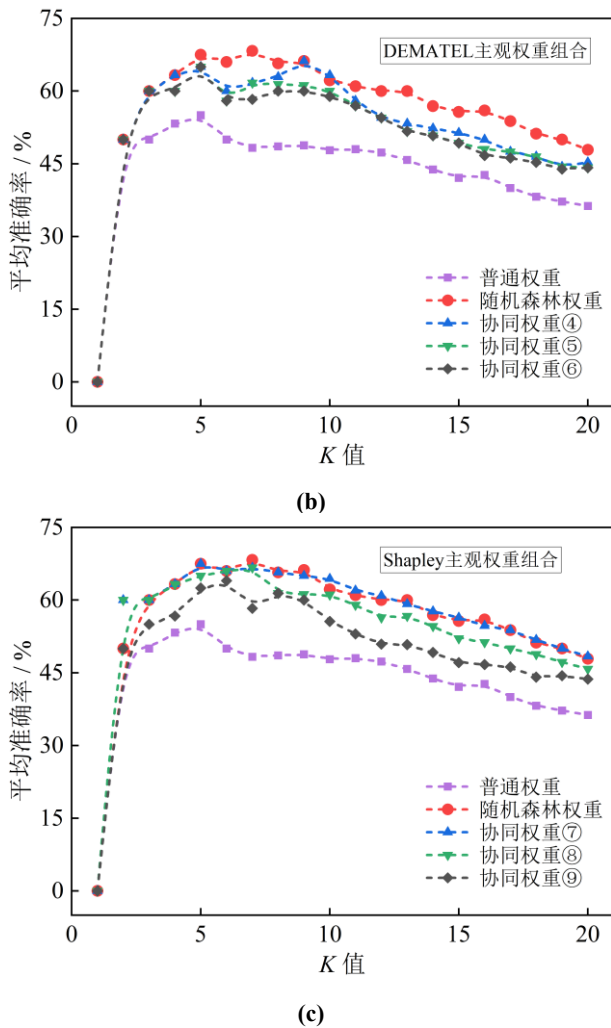 75
60
45
30
15
0
平均准确率 / %
DEMATEL主观权重组合
普通权重
随机森林权重
协同权重④
协同权重⑤
协同权重⑥
0 5 10 15 20
K 值
(b)
75
60
45
30
15
0
平均准确率 / %
Shapley主观权重组合
普通权重
随机森林权重
协同权重⑦
协同权重⑧
协同权重⑨
0 5 10 15 20
K 值
(c)